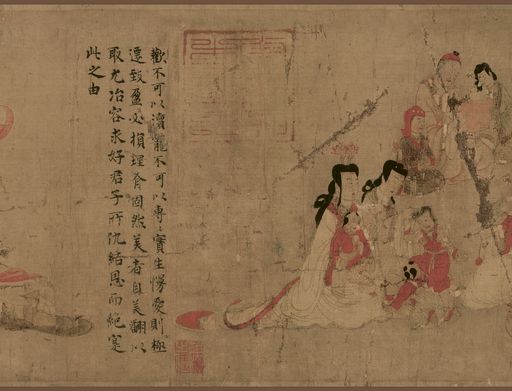 歡不可以瀆寵不可以專〻實生慢愛則極
遷致盈必損理有固然美者自美翩以
取尤冶容求好君子所仇結恩而絕寔
此之由